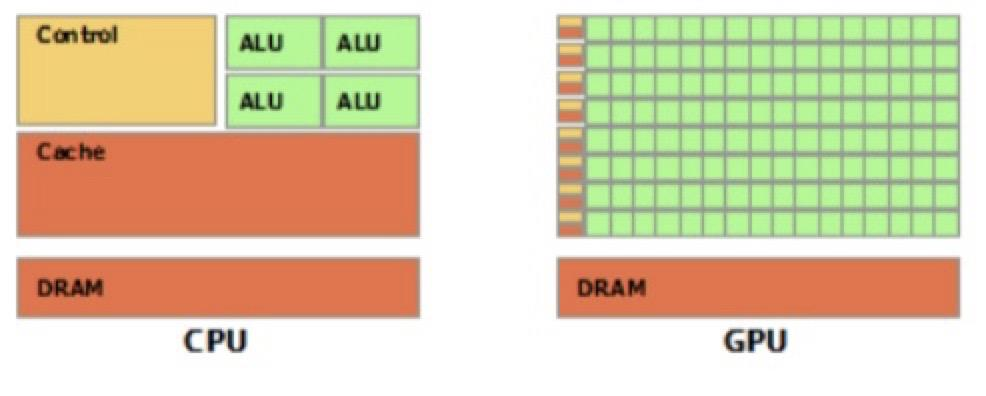 Control
ALU ALU
ALU ALU
Cache
DRAM
CPU
DRAM
GPU